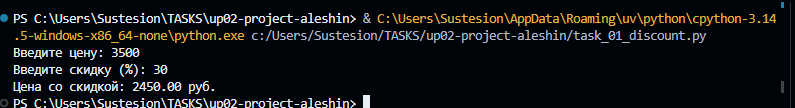 PS C:\Users\Sustesion\TASKS\up02-project-aleshin> & C:\Users\Sustesion\AppData\Roaming\uv\python\cpython-3.14
.5-windows-x86_64-none\python.exe c:/Users/Sustesion/TASKS/up02-project-aleshin/task_01_discount.py
Введите цену: 3500
Введите скидку (%): 30
Цена со скидкой: 2450.00 руб.
PS C:\Users\Sustesion\TASKS\up02-project-aleshin>